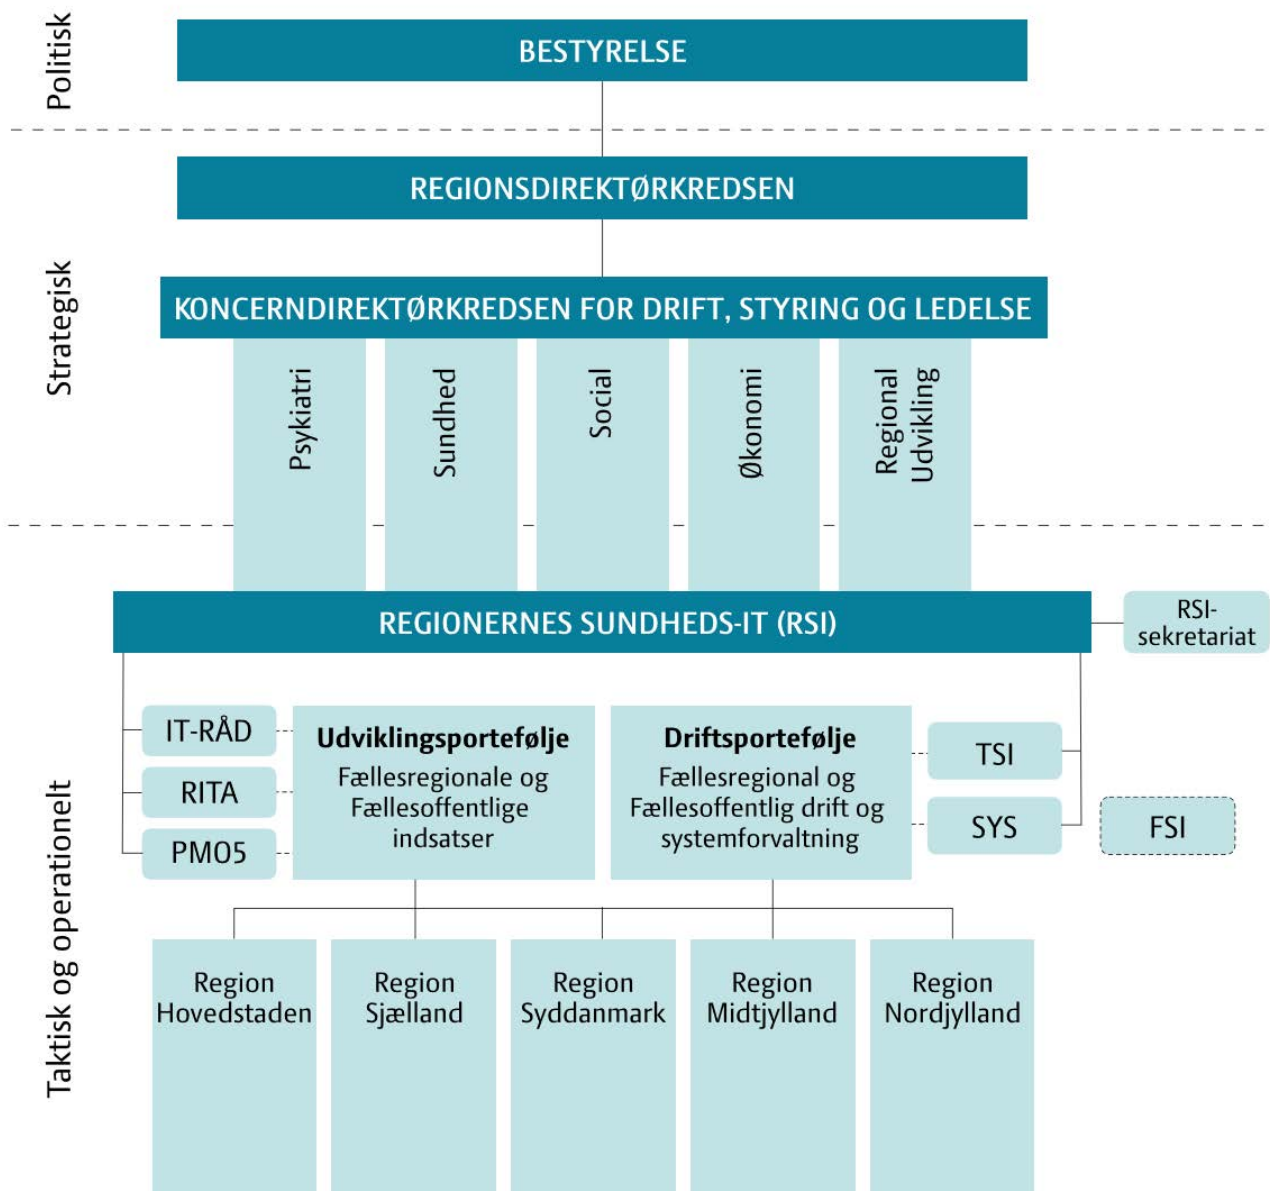 Politisk
BESTYRELSE
Strategisk
REGIONSDIREKTØRKREDSEN
KONCERNDIREKTØRKREDSEN FOR DRIFT, STYRING OG LEDELSE
Psykiatri
Sundhed
Social
Økonomi
Regional
Udvikling
Taktisk og operationelt
REGIONERNES SUNDHEDS-IT (RSI)
RSI-
sekretariat
IT-RÅD
RITA
PMO5
Udviklingsportefølje
Fællesregionale og
Fællesoffentlige
indsatser
Driftsportefølje
Fællesregional og
Fællesoffentlig drift og
systemforvaltning
TSI
SYS
FSI
Region
Hovedstaden
Region
Sjælland
Region
Syddanmark
Region
Midtjylland
Region
Nordjylland